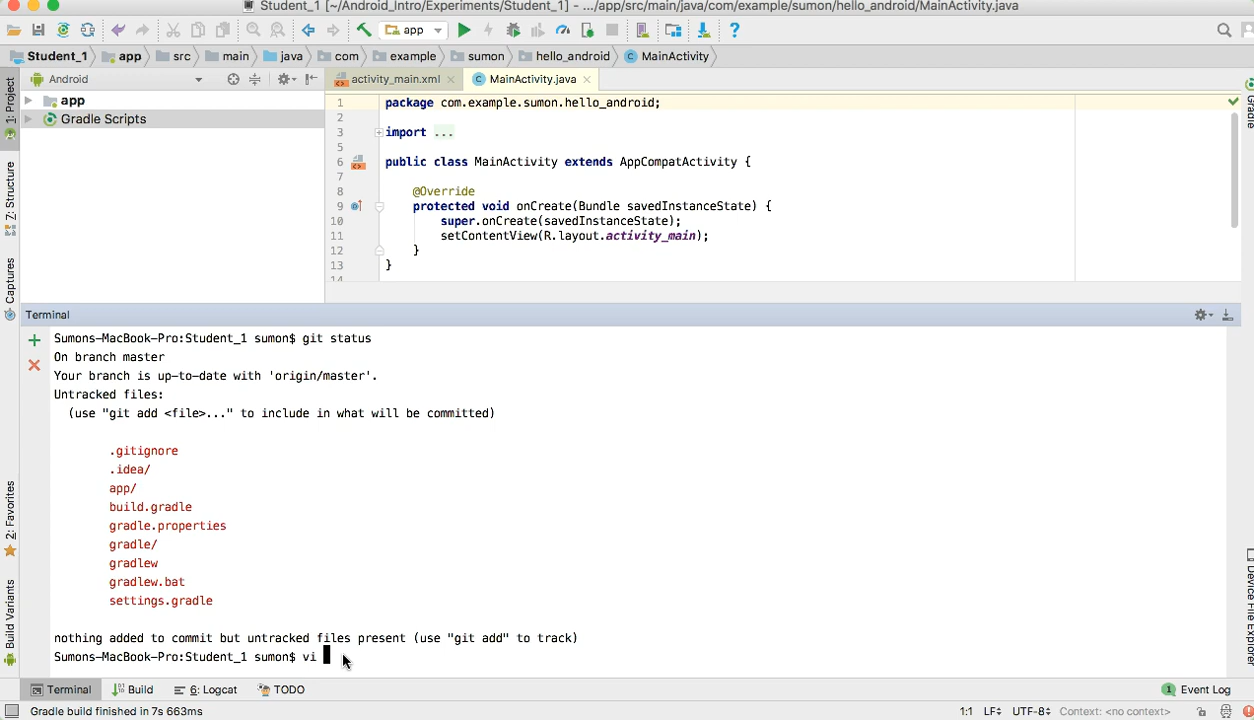 Student_1 [~/Android_Intro/Experiments/Student_1] - .../app/src/main/java/com/example/sumon/hello_android/MainActivity.java
app
Student_1 app src main java com example sumon hello_android MainActivity
1: Project
Z: Structure
Captures
2: Favorites
Build Variants
Android
app
Gradle Scripts
activity_main.xml MainActivity.java
1 package com.example.sumon.hello_android;
2
3 import ...
5
6 public class MainActivity extends AppCompatActivity {
7
8 @Override
9 protected void onCreate(Bundle savedInstanceState) {
10 super.onCreate(savedInstanceState);
11 setContentView(R.layout.activity_main);
12 }
13 }
14
Gradle
Device File Explorer
Terminal
Sumons-MacBook-Pro:Student_1 sumon$ git status
On branch master
Your branch is up-to-date with 'origin/master'.
Untracked files:
(use "git add <file>..." to include in what will be committed)
.gitignore
.idea/
app/
build.gradle
gradle.properties
gradle/
gradlew
gradlew.bat
settings.gradle
nothing added to commit but untracked files present (use "git add" to track)
Sumons-MacBook-Pro:Student_1 sumon$ vi
Terminal Build 6: Logcat TODO 1 Event Log
Gradle build finished in 7s 663ms 1:1 LF÷ UTF-8÷ Context: <no context>